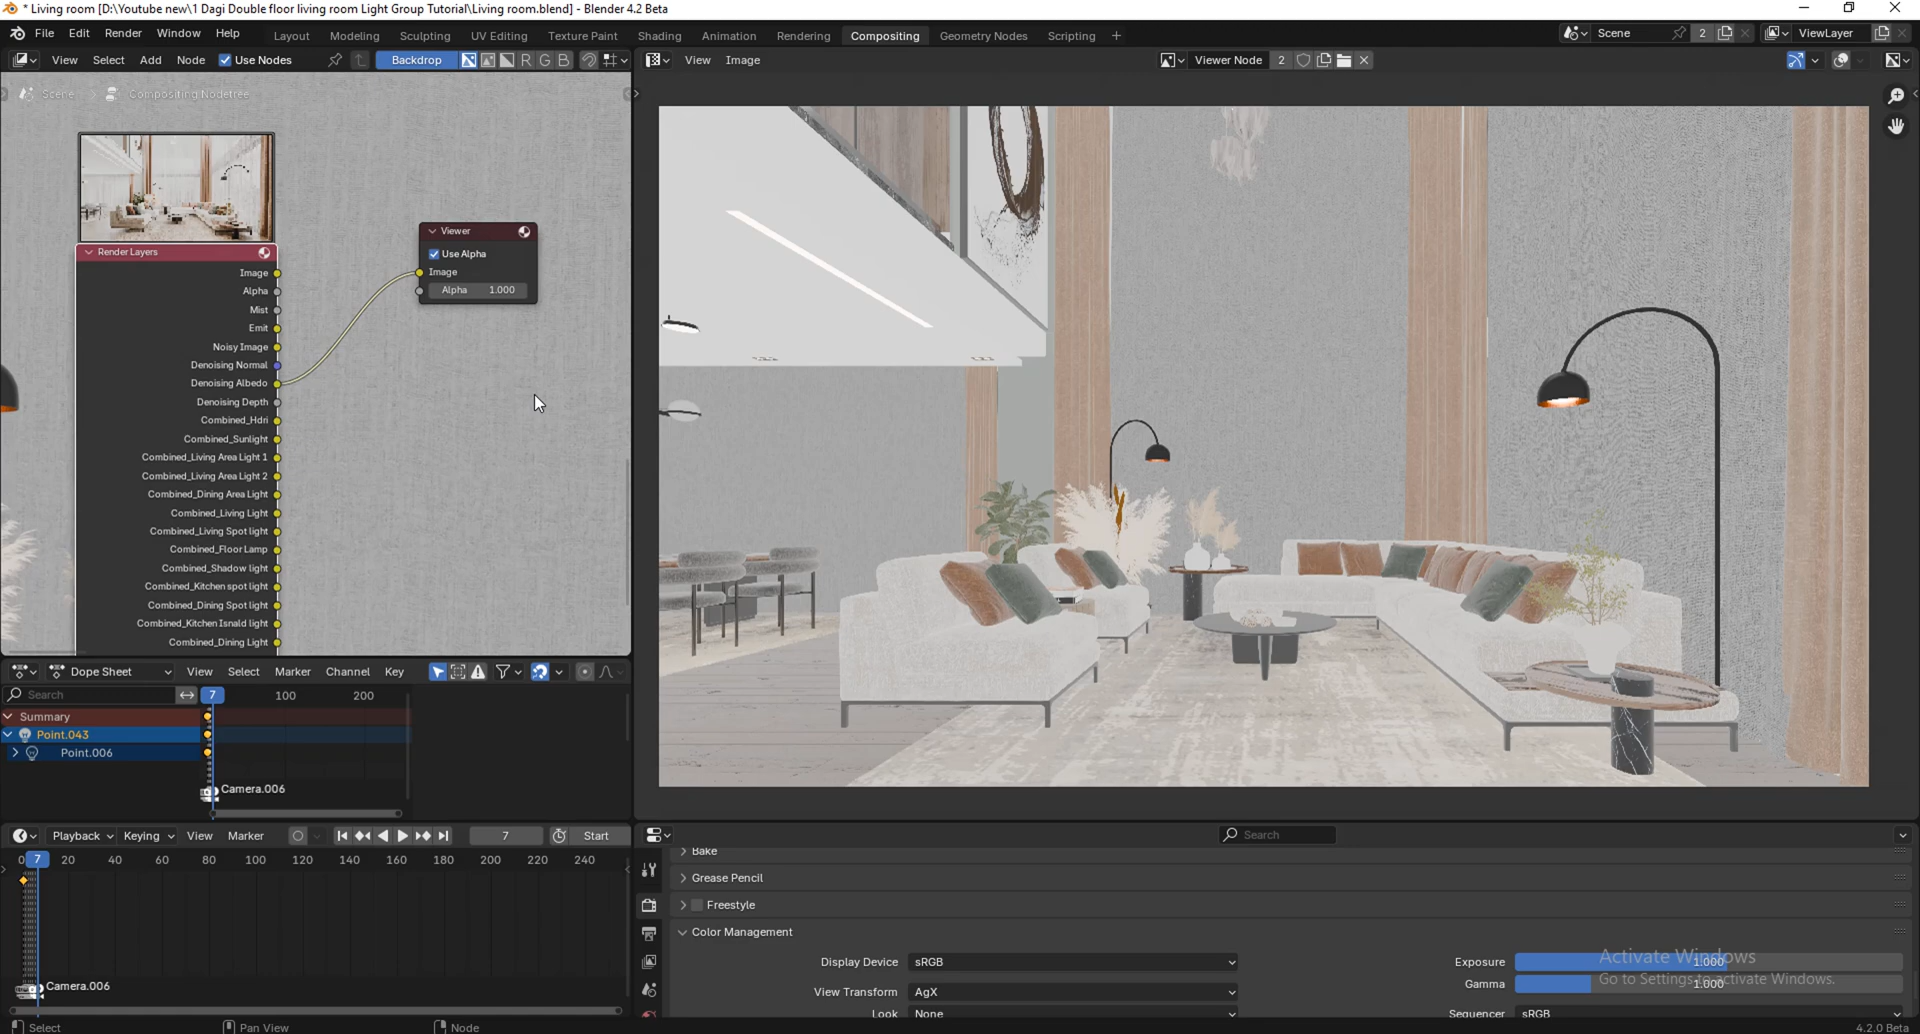 * Living room [D:\Youtube new\1 Dagi Double floor living room Light Group Tutorial\Living room.blend] - Blender 4.2 Beta
File Edit Render Window Help Layout Modeling Sculpting UV Editing Texture Paint Shading Animation Rendering Compositing Geometry Nodes Scripting + Scene 2 ViewLayer
View Select Add Node Use Nodes Backdrop R G B View Image Viewer Node 2
Scene > Compositing Nodetree
Render Layers
Image
Alpha
Mist
Emit
Noisy Image
Denoising Normal
Denoising Albedo
Denoising Depth
Combined_Hdri
Combined_Sunlight
Combined_Living Area Light 1
Combined_Living Area Light 2
Combined_Dining Area Light
Combined_Living Light
Combined_Living Spot light
Combined_Floor Lamp
Combined_Shadow light
Combined_Kitchen spot light
Combined_Dining Spot light
Combined_Kitchen Isnald light
Combined_Dining Light
Viewer
Use Alpha
Image
Alpha 1.000
Dope Sheet View Select Marker Channel Key
Search 7 100 200
Summary
Point.043
Point.006
Camera.006
Playback Keying View Marker 7 Start
0 7 20 40 60 80 100 120 140 160 180 200 220 240
Camera.006
Search
Bake
Grease Pencil
Freestyle
Color Management
Display Device sRGB
View Transform AgX
Look None
Exposure 1.000
Gamma 1.000
Sequencer sRGB
Activate Windows
Go to Settings to activate Windows.
Select Pan View Node 4.2.0 Beta